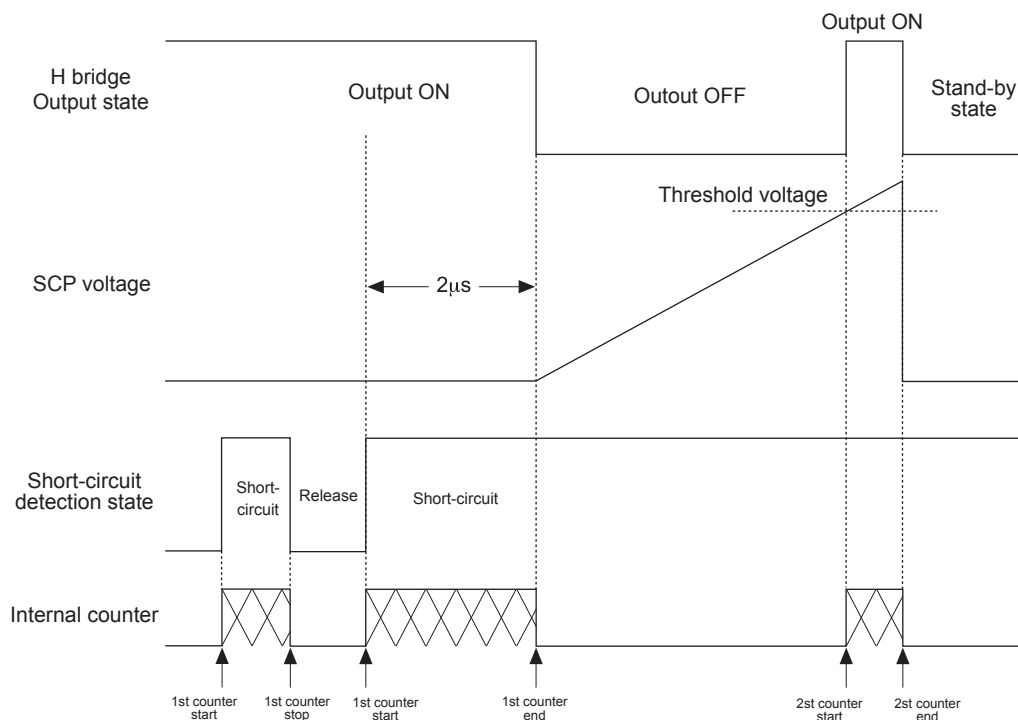 Output ON
H bridge
Output state
Output ON
Outout OFF
Stand-by
state
Threshold voltage
SCP voltage
2μs
Short-circuit
detection state
Short-
circuit
Release
Short-circuit
Internal counter
1st counter
start
1st counter
stop
1st counter
start
1st counter
end
2st counter
start
2st counter
end